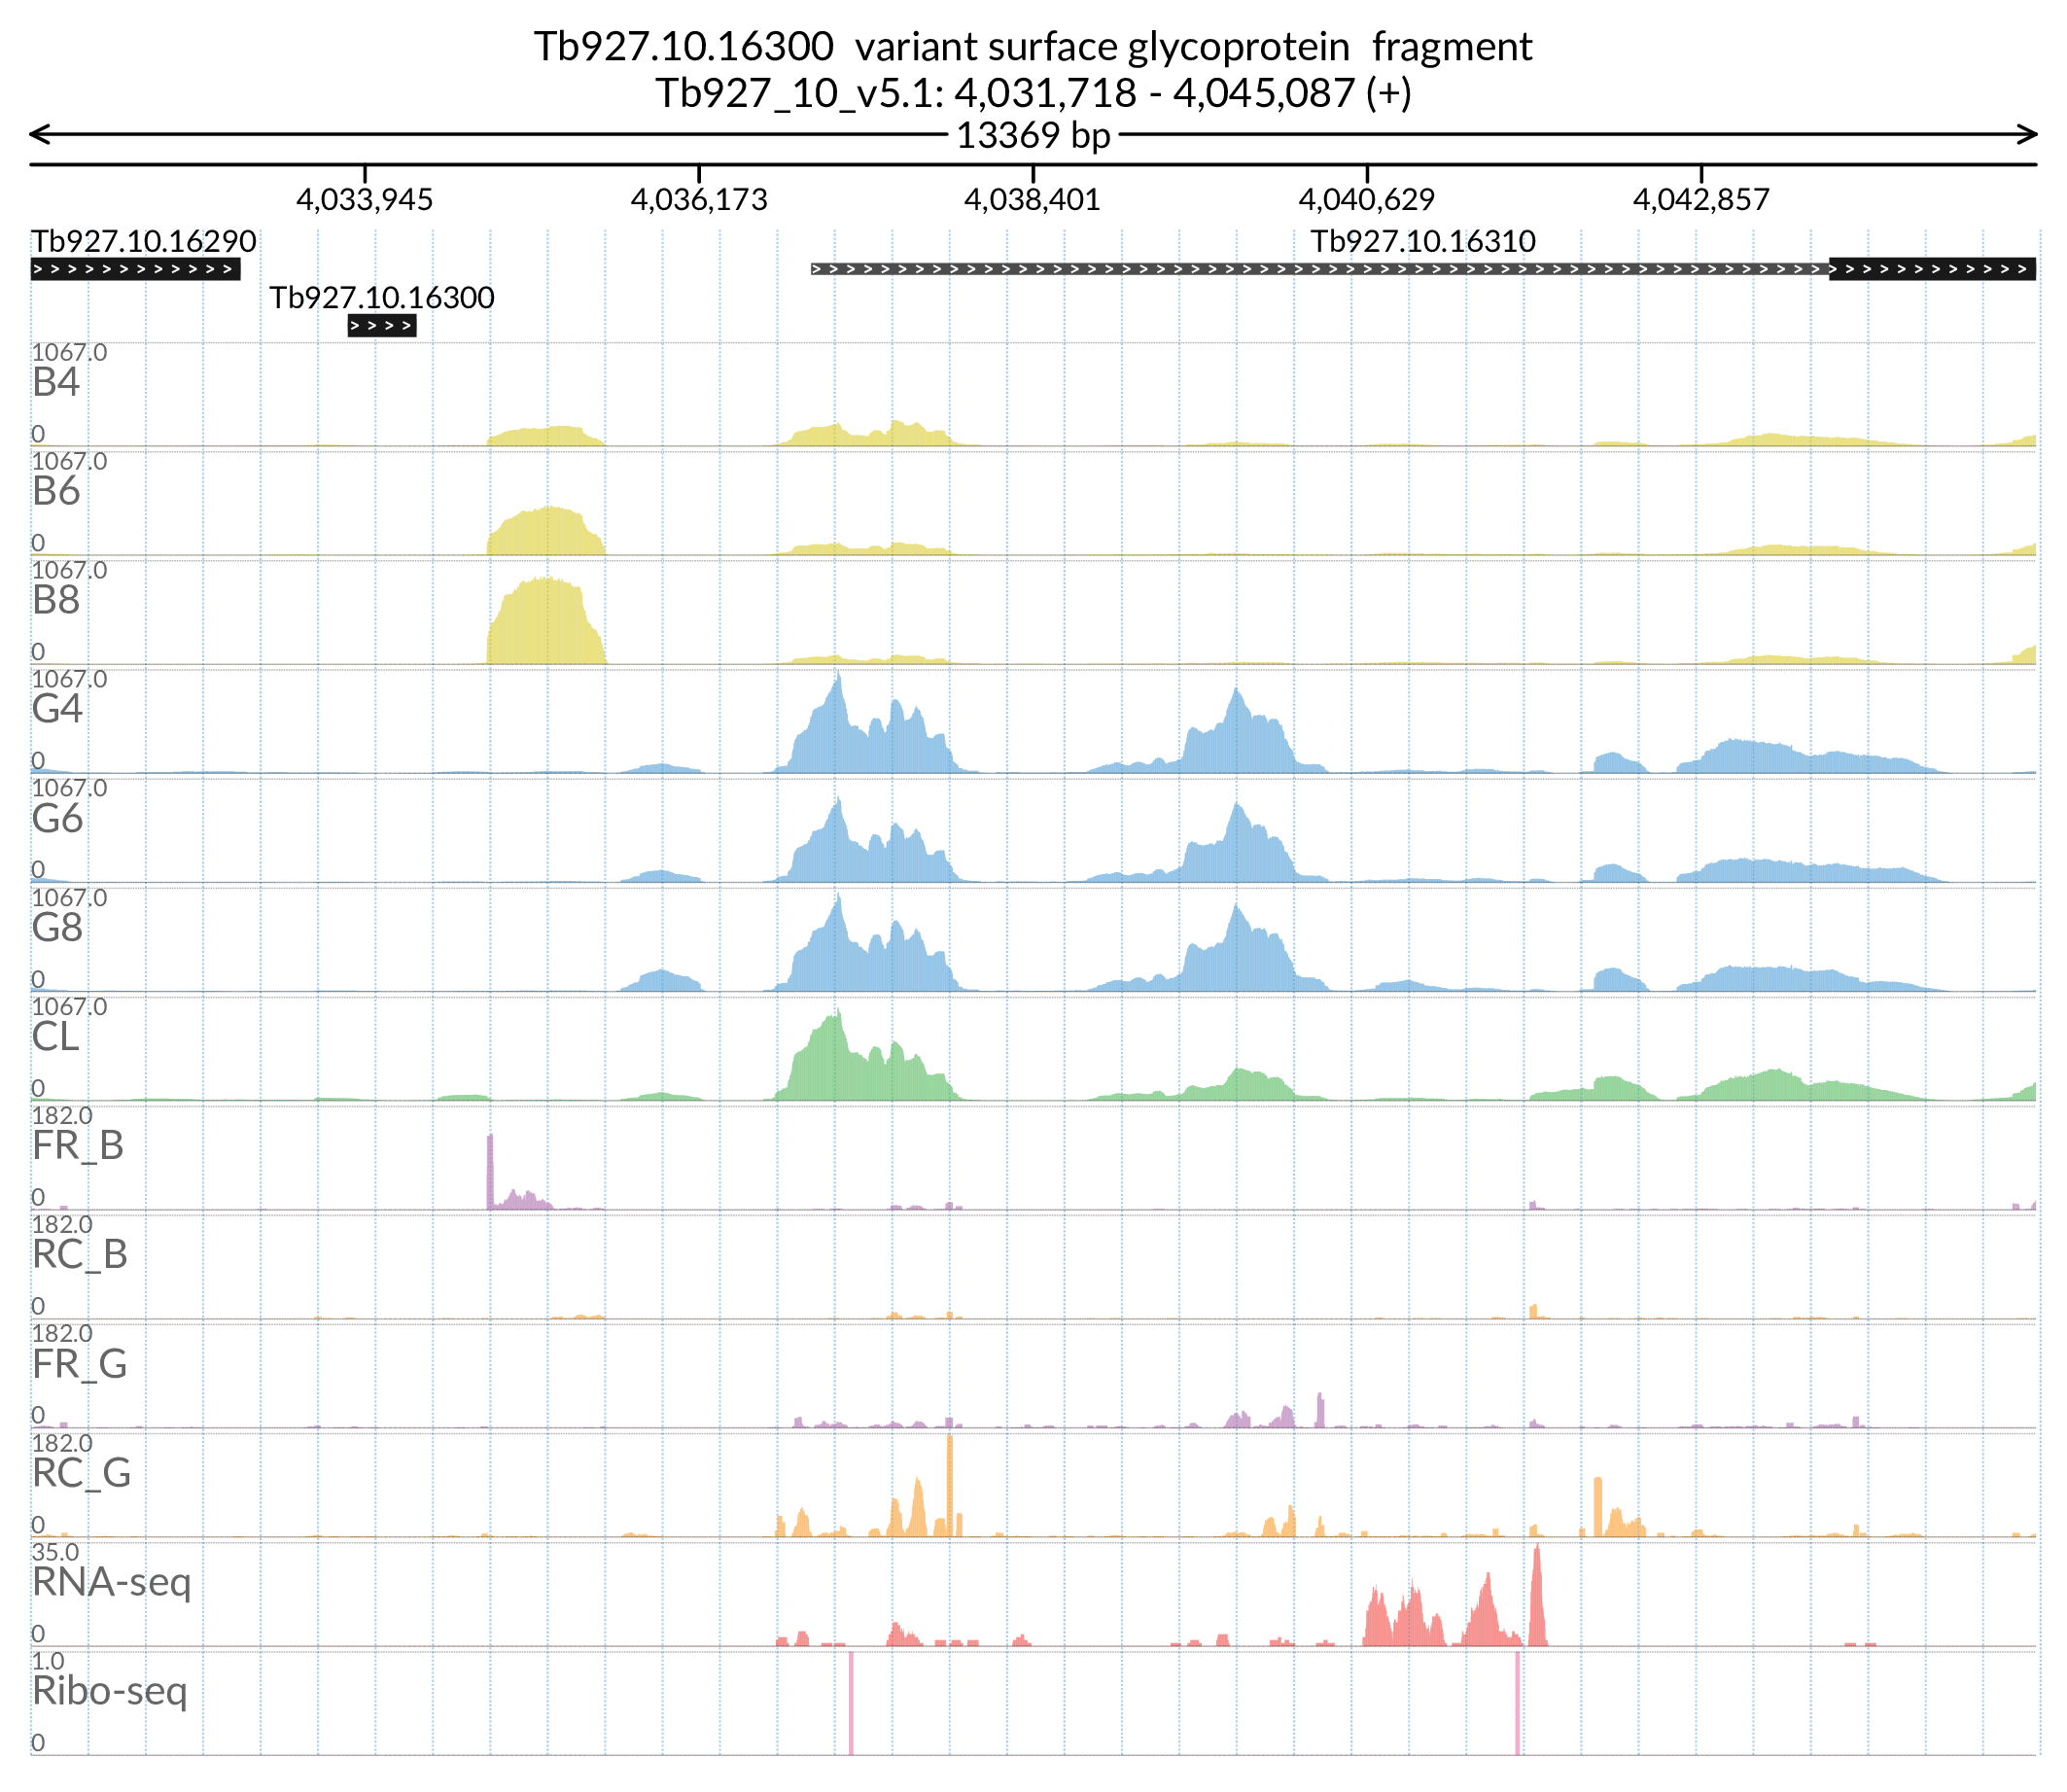 Tb927.10.16300 variant surface glycoprotein fragment
Tb927_10_v5.1: 4,031,718 - 4,045,087 (+)
13369 bp
4,033,945 4,036,173 4,038,401 4,040,629 4,042,857
Tb927.10.16290 Tb927.10.16310
Tb927.10.16300
1067.0
B4
0
1067.0
B6
0
1067.0
B8
0
1067.0
G4
0
1067.0
G6
0
1067.0
G8
0
1067.0
CL
0
182.0
FR_B
0
182.0
RC_B
0
182.0
FR_G
0
182.0
RC_G
0
35.0
RNA-seq
0
1.0
Ribo-seq
0